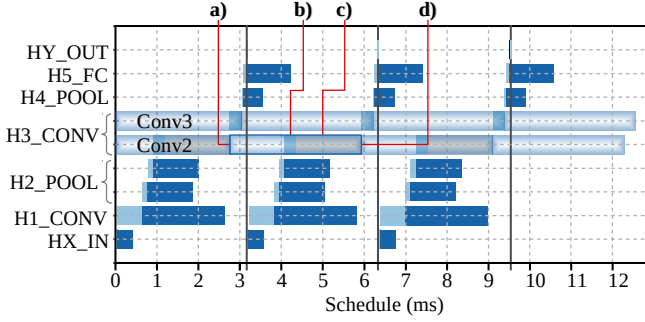 a) b) c) d)
HY_OUT
H5_FC
H4_POOL
Conv3
H3_CONV
Conv2
H2_POOL
H1_CONV
HX_IN
0 1 2 3 4 5 6 7 8 9 10 11 12
Schedule (ms)